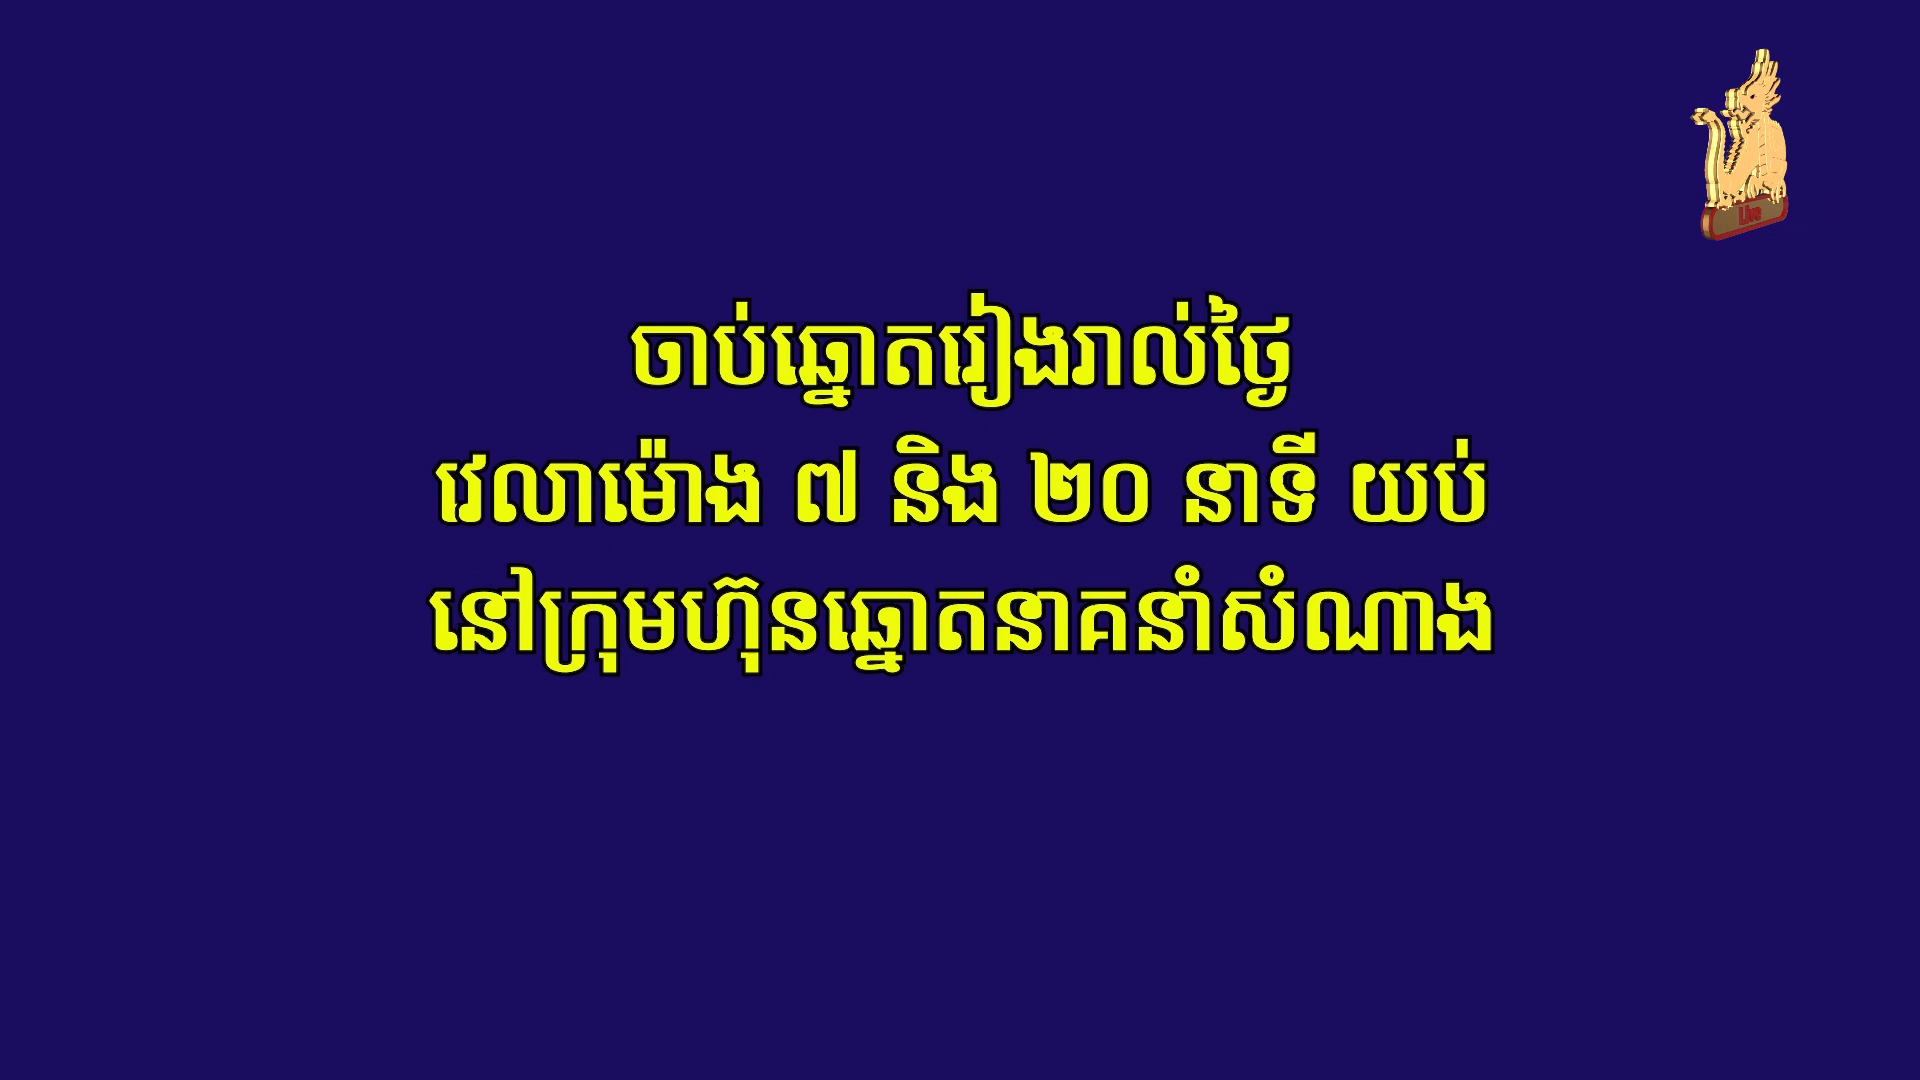 Live
ចាប់ឆ្នោតរៀងរាល់ថ្ងៃ
វេលាម៉ោង ៧ និង ២០ នាទី យប់
នៅក្រុមហ៊ុនឆ្នោតនាគនាំសំណាង